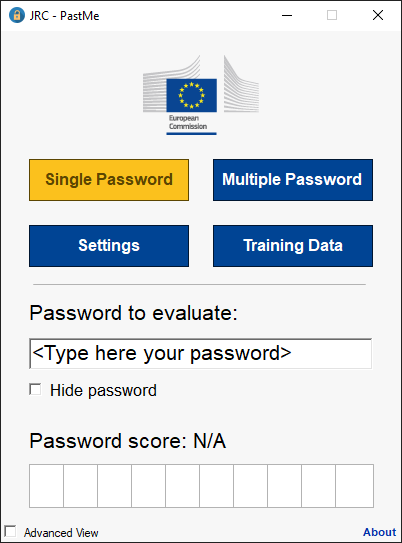 JRC - PastMe
European
Commission
Single Password
Multiple Password
Settings
Training Data
Password to evaluate:
<Type here your password>
Hide password
Password score: N/A
Advanced View
About